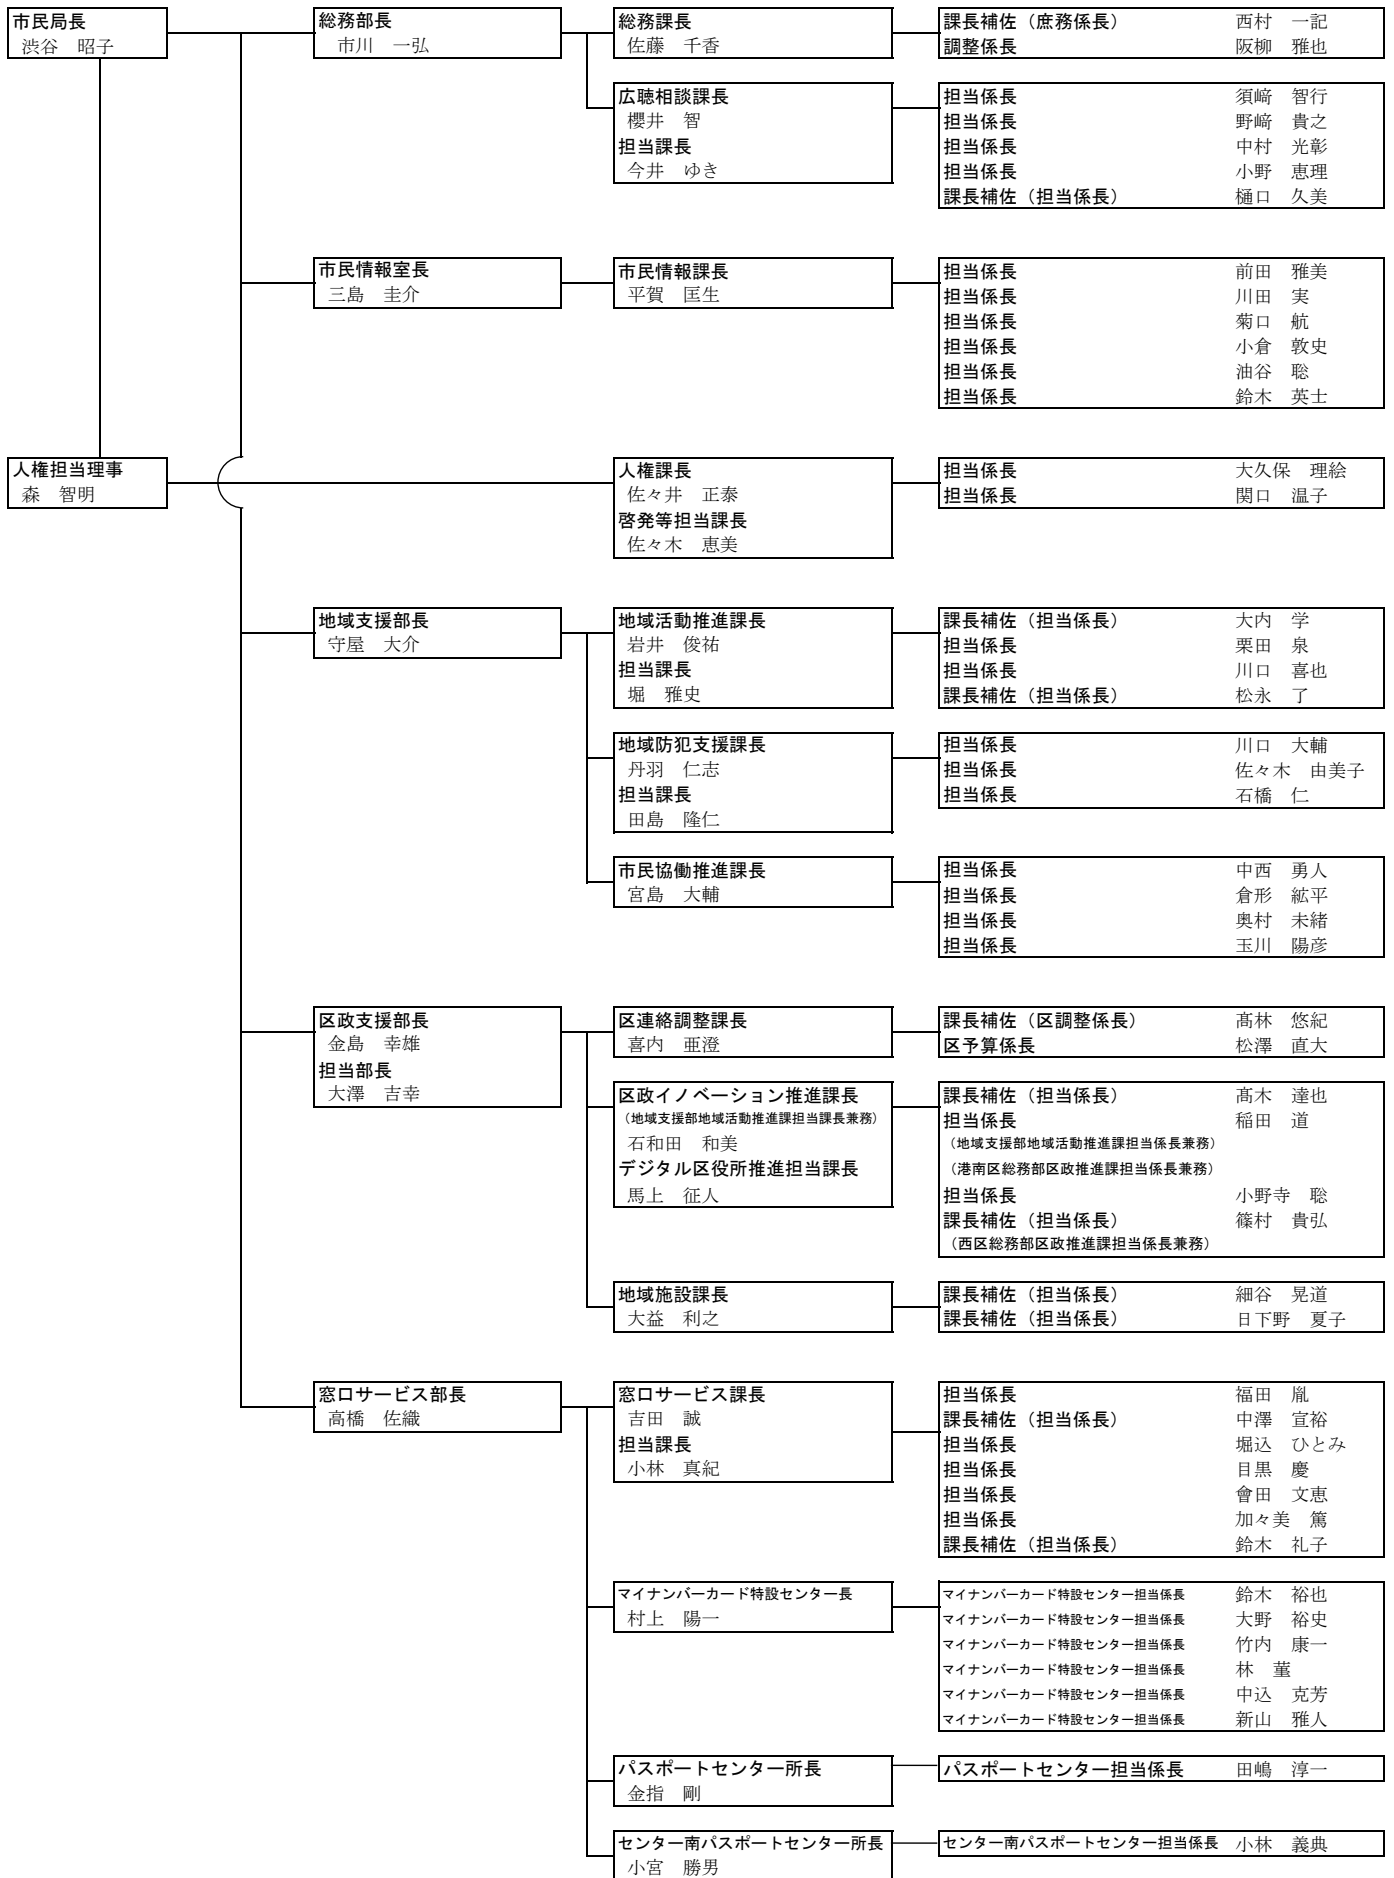 市民局長
渋谷　昭子
総務部長
市川　一弘
総務課長
佐藤　千香
課長補佐（庶務係長）　西村　一記
調整係長　阪柳　雅也
広聴相談課長
櫻井　智
担当課長
今井　ゆき
担当係長　須﨑　智行
担当係長　野﨑　貴之
担当係長　中村　光彰
担当係長　小野　恵理
課長補佐（担当係長）　樋口　久美
市民情報室長
三島　圭介
市民情報課長
平賀　匡生
担当係長　前田　雅美
担当係長　川田　実
担当係長　菊口　航
担当係長　小倉　敦史
担当係長　油谷　聡
担当係長　鈴木　英士
人権担当理事
森　智明
人権課長
佐々井　正泰
啓発等担当課長
佐々木　恵美
担当係長　大久保　理絵
担当係長　関口　温子
地域支援部長
守屋　大介
地域活動推進課長
岩井　俊祐
担当課長
堀　雅史
課長補佐（担当係長）　大内　学
担当係長　栗田　泉
担当係長　川口　喜也
課長補佐（担当係長）　松永　了
地域防犯支援課長
丹羽　仁志
担当課長
田島　隆仁
担当係長　川口　大輔
担当係長　佐々木　由美子
担当係長　石橋　仁
市民協働推進課長
宮島　大輔
担当係長　中西　勇人
担当係長　倉形　紘平
担当係長　奥村　未緒
担当係長　玉川　陽彦
区政支援部長
金島　幸雄
担当部長
大澤　吉幸
区連絡調整課長
喜内　亜澄
課長補佐（区調整係長）　髙林　悠紀
区予算係長　松澤　直大
区政イノベーション推進課長
（地域支援部地域活動推進課担当課長兼務）
石和田　和美
デジタル区役所推進担当課長
馬上　征人
課長補佐（担当係長）　髙木　達也
担当係長　稲田　道
（地域支援部地域活動推進課担当係長兼務）
（港南区総務部区政推進課担当係長兼務）
担当係長　小野寺　聡
課長補佐（担当係長）　篠村　貴弘
（西区総務部区政推進課担当係長兼務）
地域施設課長
大益　利之
課長補佐（担当係長）　細谷　晃道
課長補佐（担当係長）　日下野　夏子
窓口サービス部長
高橋　佐織
窓口サービス課長
吉田　誠
担当課長
小林　真紀
担当係長　福田　胤
課長補佐（担当係長）　中澤　宣裕
担当係長　堀込　ひとみ
担当係長　目黒　慶
担当係長　會田　文恵
担当係長　加々美　篤
課長補佐（担当係長）　鈴木　礼子
マイナンバーカード特設センター長
村上　陽一
マイナンバーカード特設センター担当係長　鈴木　裕也
マイナンバーカード特設センター担当係長　大野　裕史
マイナンバーカード特設センター担当係長　竹内　康一
マイナンバーカード特設センター担当係長　林　菫
マイナンバーカード特設センター担当係長　中込　克芳
マイナンバーカード特設センター担当係長　新山　雅人
パスポートセンター所長
金指　剛
パスポートセンター担当係長　田嶋　淳一
センター南パスポートセンター所長
小宮　勝男
センター南パスポートセンター担当係長　小林　義典